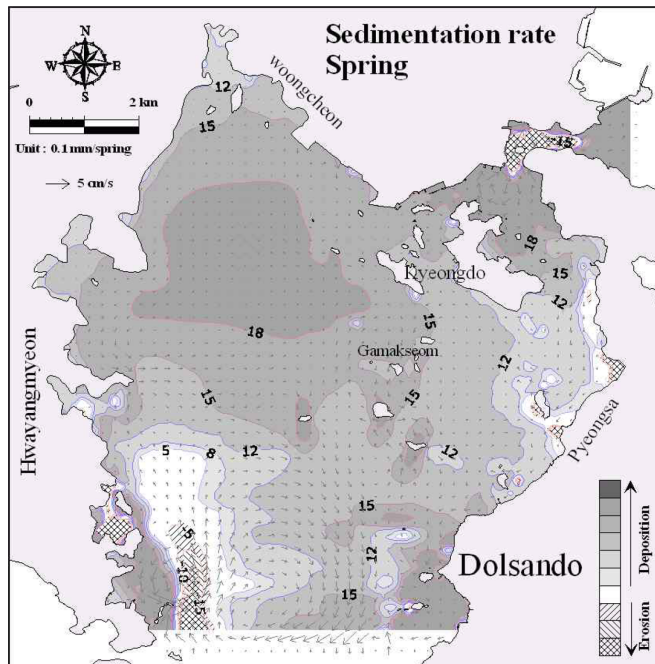 Sedimentation rate
Spring
N
W E
S
0 2 km
Unit : 0.1 mm/spring
5 cm/s
woongcheon
12
15
-15
18
Kyeongdo
15
12
15
18
12
Gamakseom
Hwayangmyeon
15
15
Pyeongsa
5 8 12
12
15
-5
12
-10
Dolsando
15
15
Deposition
Erosion